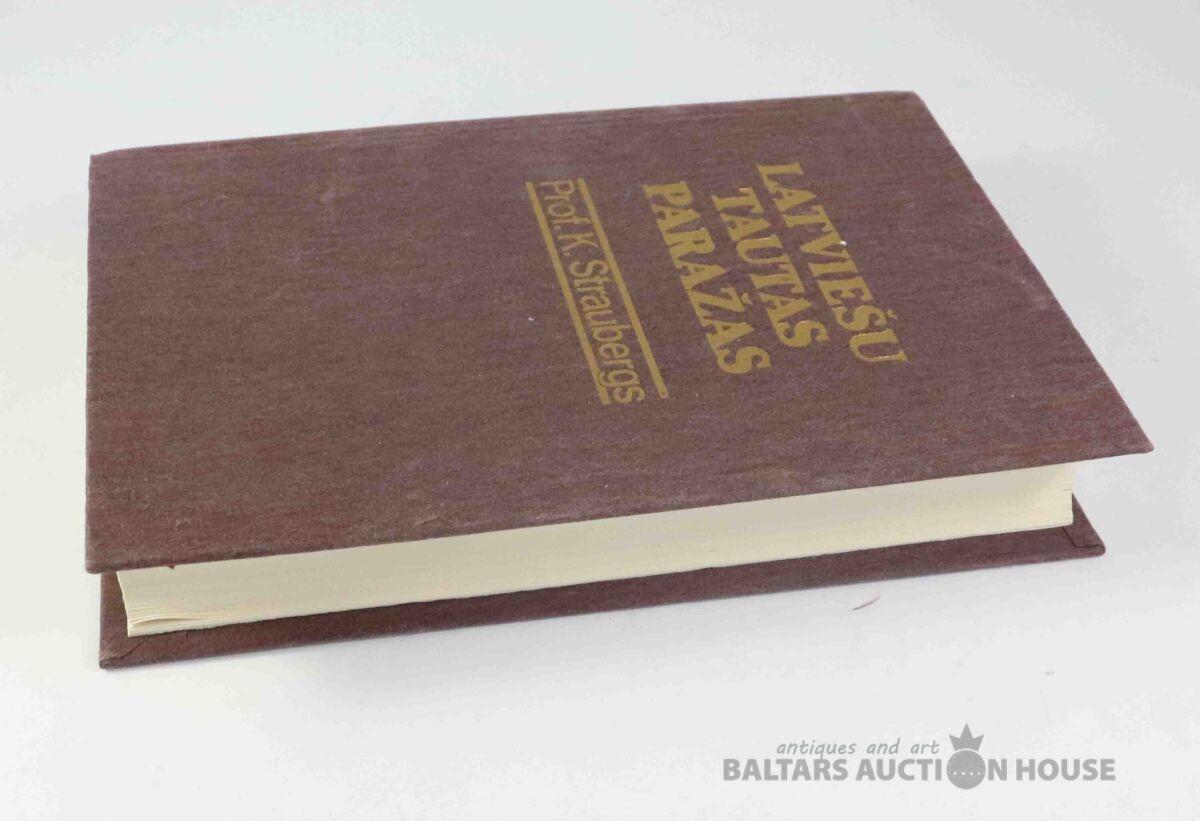 LATVIEŠU
TAUTAS
PARAŽAS
Prof. K. Straubergs
antiques and art
BALTARS AUCTION HOUSE